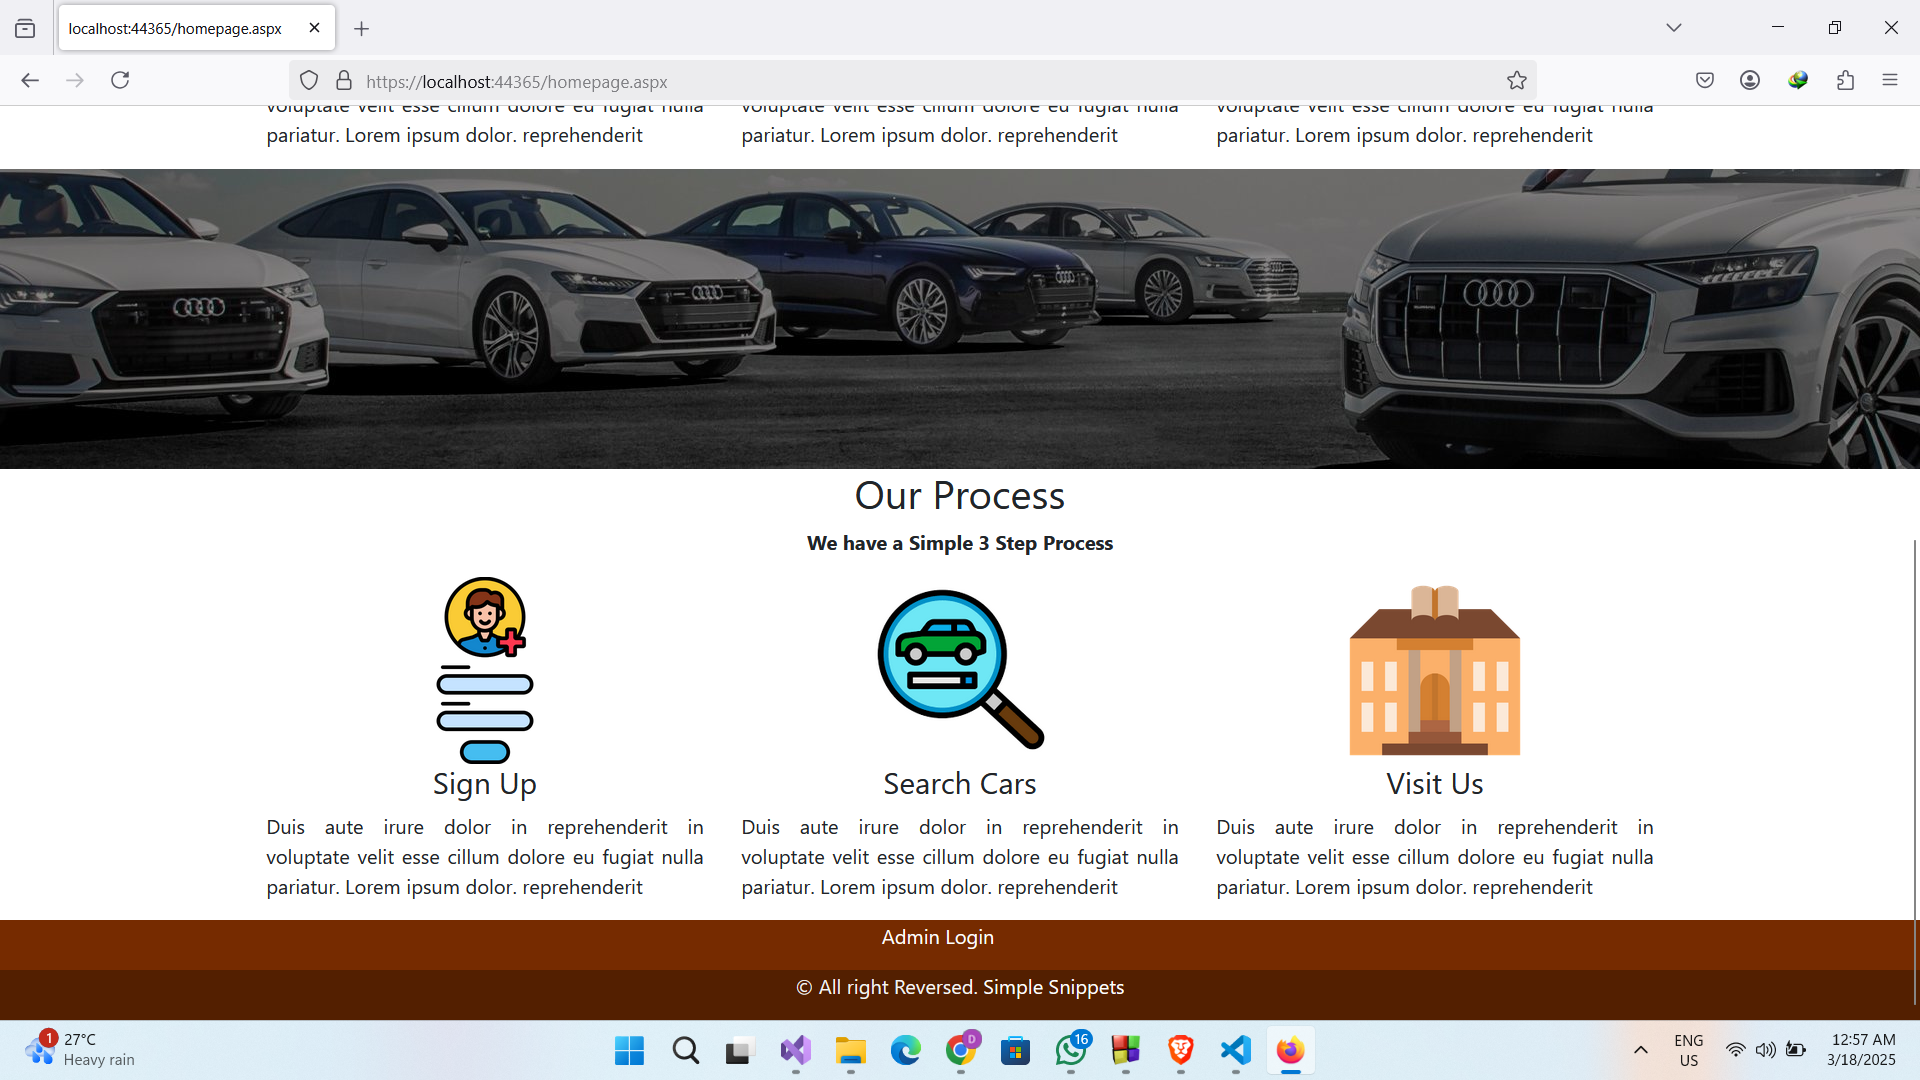 localhost:44365/homepage.aspx
https://localhost:44365/homepage.aspx
voluptate velit esse cillum dolore eu fugiat nulla voluptate velit esse cillum dolore eu fugiat nulla voluptate velit esse cillum dolore eu fugiat nulla
pariatur. Lorem ipsum dolor. reprehenderit pariatur. Lorem ipsum dolor. reprehenderit pariatur. Lorem ipsum dolor. reprehenderit
Our Process
We have a Simple 3 Step Process
Sign Up
Duis aute irure dolor in reprehenderit in
voluptate velit esse cillum dolore eu fugiat nulla
pariatur. Lorem ipsum dolor. reprehenderit
Search Cars
Duis aute irure dolor in reprehenderit in
voluptate velit esse cillum dolore eu fugiat nulla
pariatur. Lorem ipsum dolor. reprehenderit
Visit Us
Duis aute irure dolor in reprehenderit in
voluptate velit esse cillum dolore eu fugiat nulla
pariatur. Lorem ipsum dolor. reprehenderit
Admin Login
© All right Reversed. Simple Snippets
1
27°C
Heavy rain
D
16
ENG
US
12:57 AM
3/18/2025